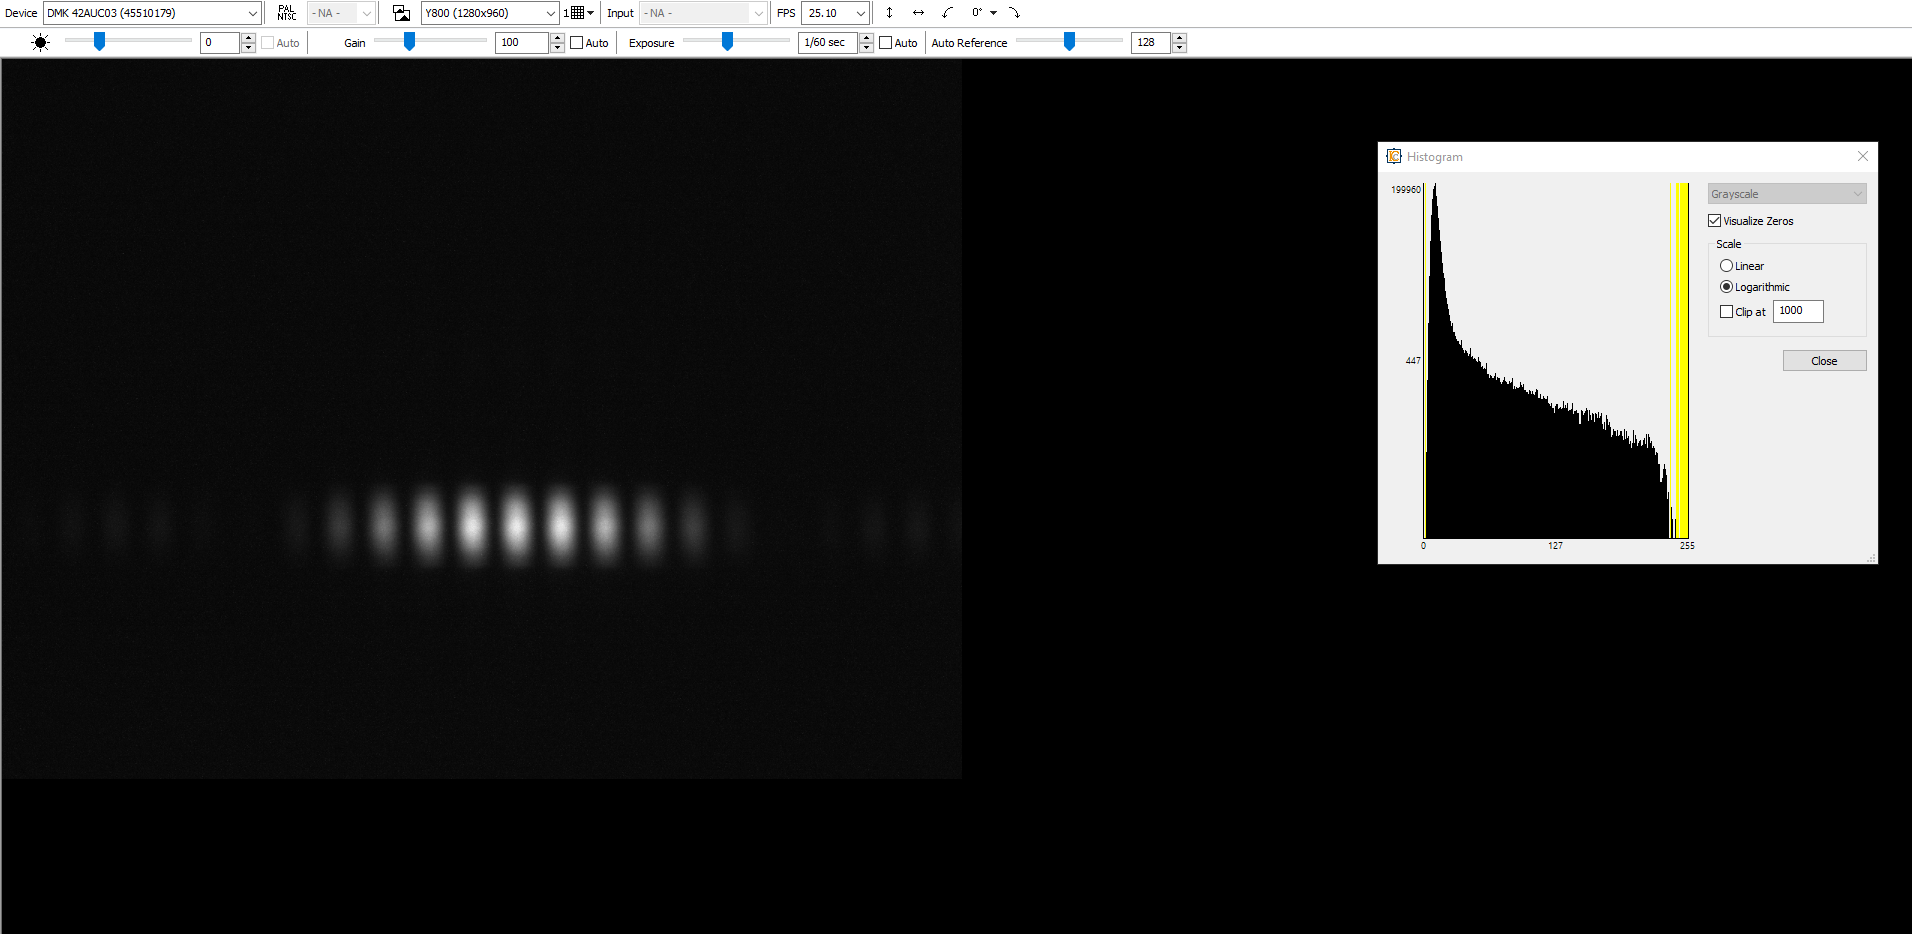 Device DMK 42AUC03 (45510179) PAL NTSC - NA - Y800 (1280x960) 1 Input - NA - FPS 25.10 0°
0 Auto Gain 100 Auto Exposure 1/60 sec Auto Auto Reference 128
IC Histogram
199960
447
0 127 255
Grayscale
Visualize Zeros
Scale
Linear
Logarithmic
Clip at 1000
Close